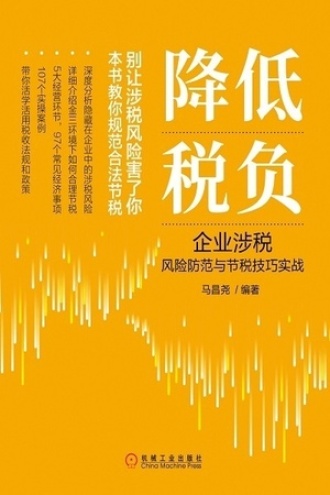 降低
税负
企业涉税
风险防范与节税技巧实战
马昌尧 / 编著
别让涉税风险害了你
本书教你规范合法节税
深度分析隐藏在企业中的涉税风险
详细介绍金三环境下如何合理节税
5大经营环节，97个常见经济事项
107个实操案例
带你活学活用税收法规和政策
机械工业出版社
China Machine Press